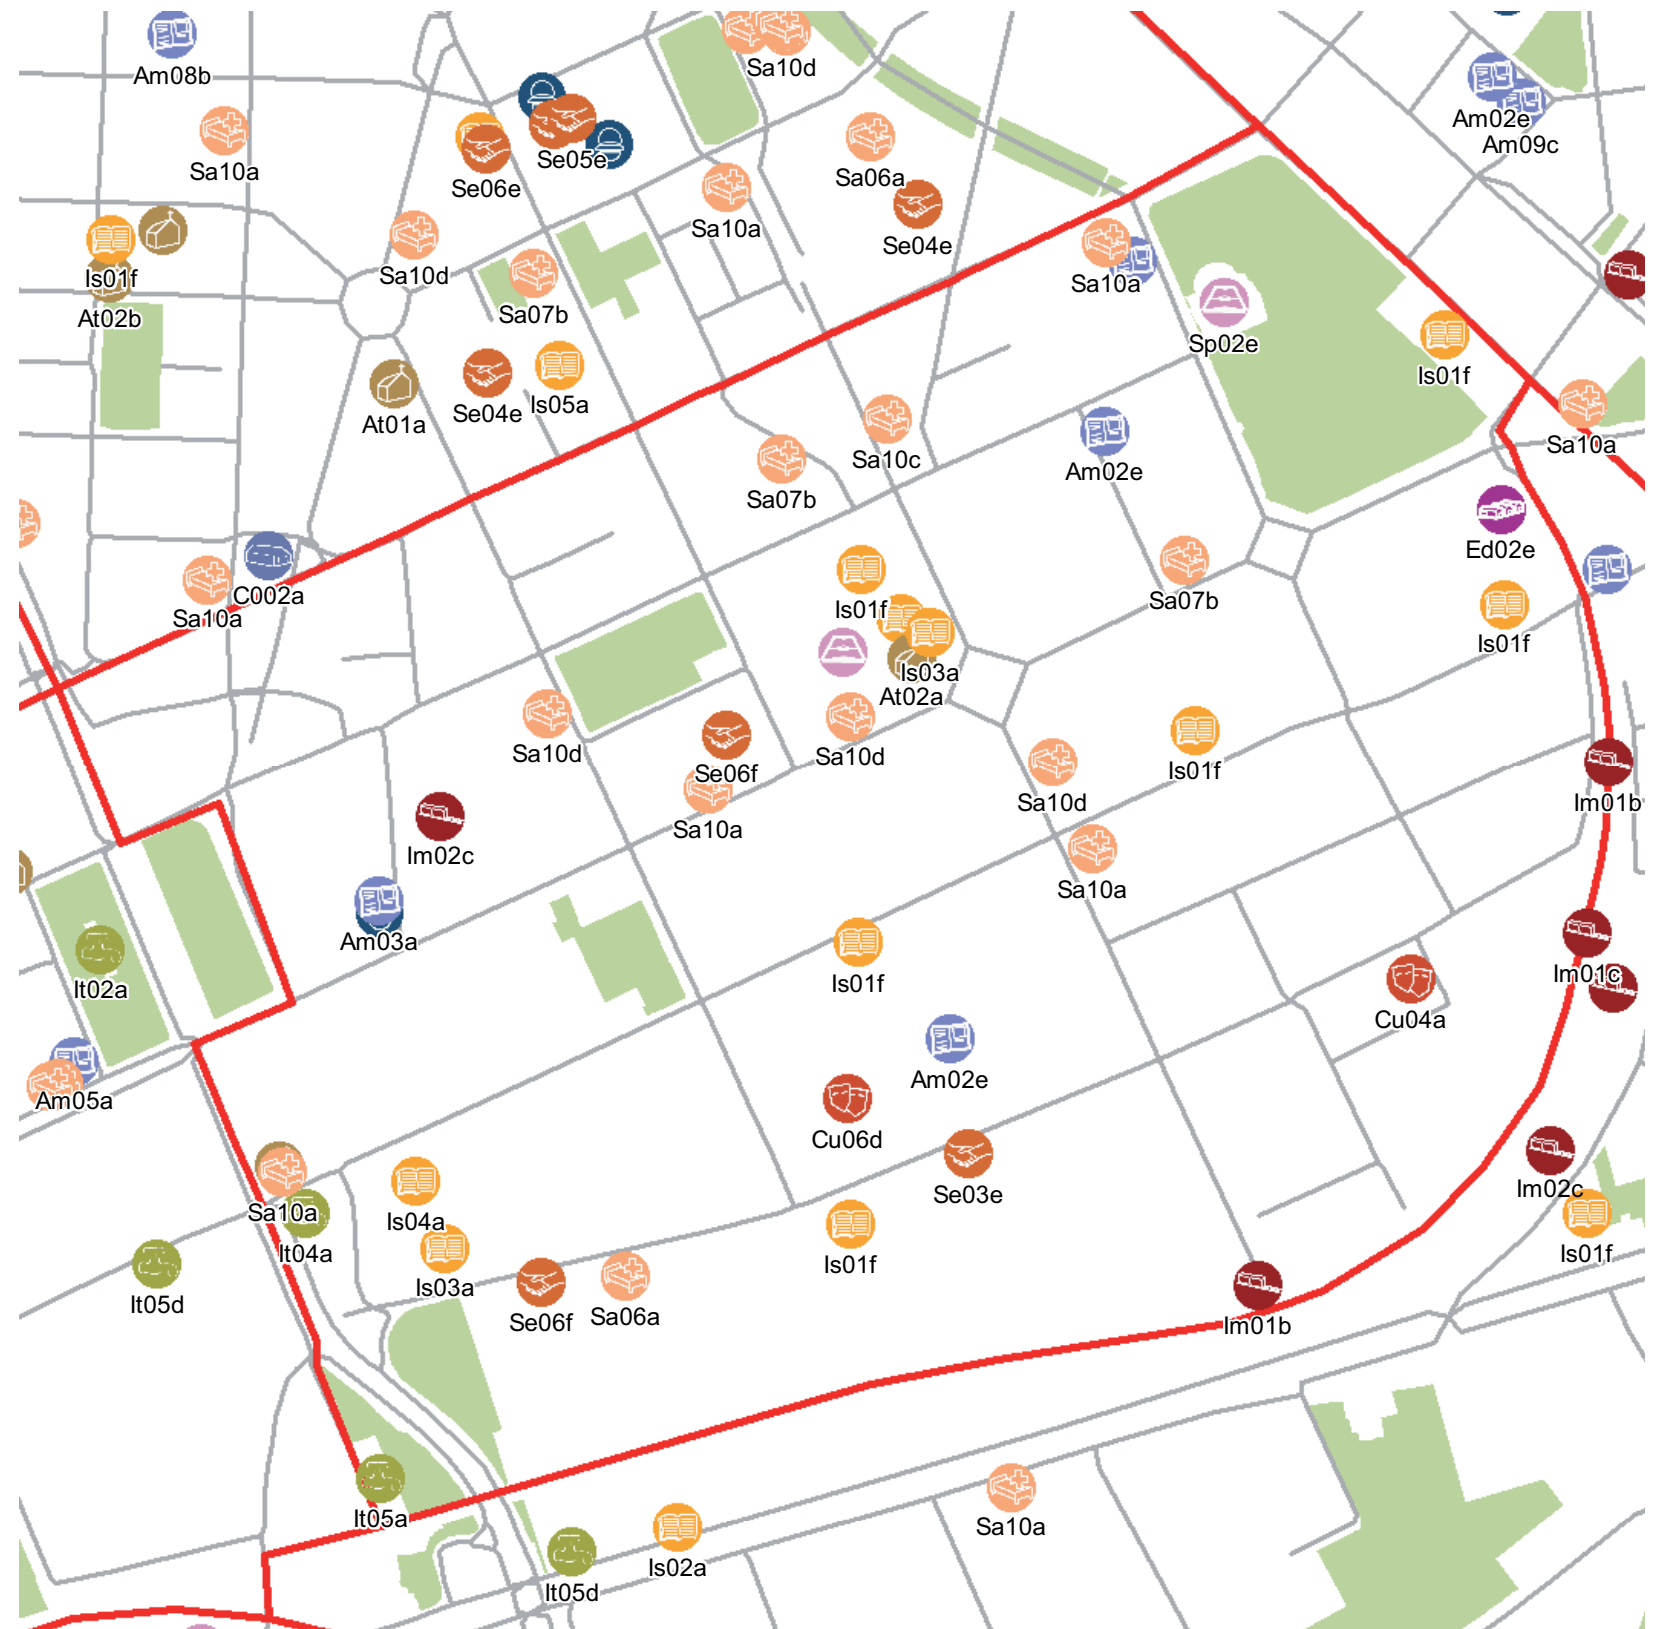 Sa10d
Am08b
Am02e
Am09c
Se05e
Sa10a
Se06e
Sa06a
Sa10a
Se04e
Sa10d
Is01f
Sa10a
At02b
Sa07b
Sp02e
Is01f
Se04e
Is05a
At01a
Sa10a
Sa10c
Am02e
Sa07b
Ed02e
C002a
Sa10a
Is01f
Sa07b
Is01f
Is03a
At02a
Sa10d
Sa10d
Se06f
Is01f
Sa10d
Im01b
Sa10a
Im02c
Sa10a
Am03a
Im01c
Is01f
It02a
Cu04a
Am02e
Am05a
Cu06d
Se03e
Im02c
Sa10a
Is04a
It04a
Is01f
Is01f
Is03a
It05d
Se06f
Sa06a
Im01b
It05a
Sa10a
Is02a
It05d